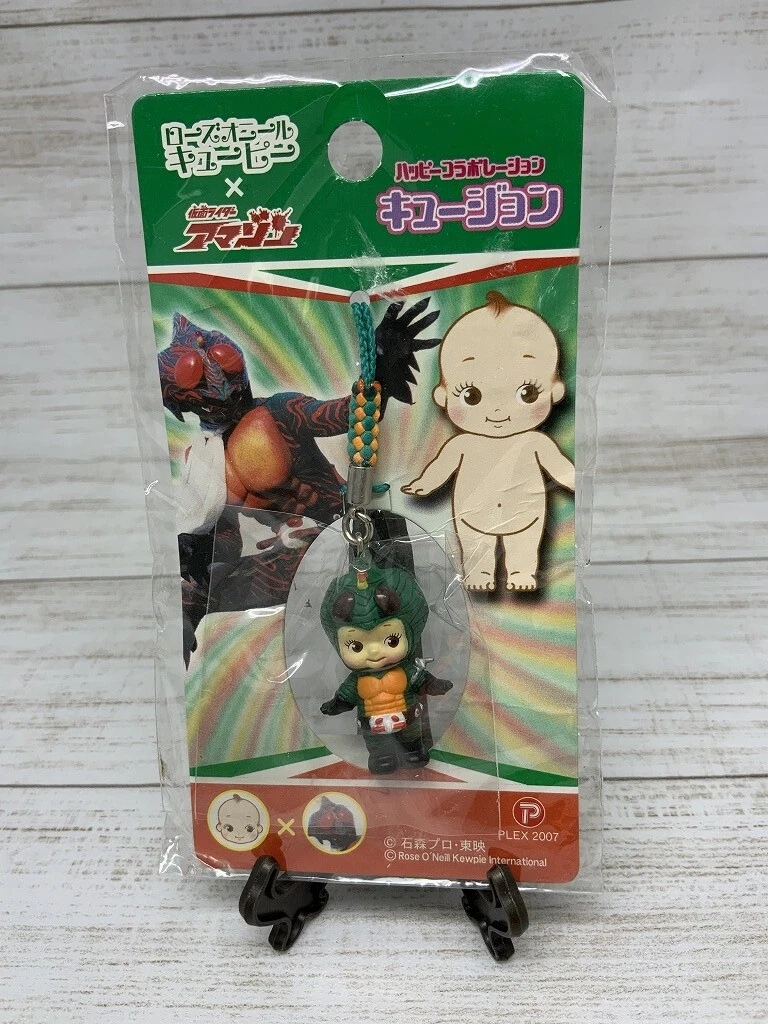 ローズオニール
キューピー
×
仮面ライダー
アマゾン
ハッピーコラボレーション
キュージョン
×
P
PLEX 2007
© 石森プロ・東映
© Rose O'Neill Kewpie International